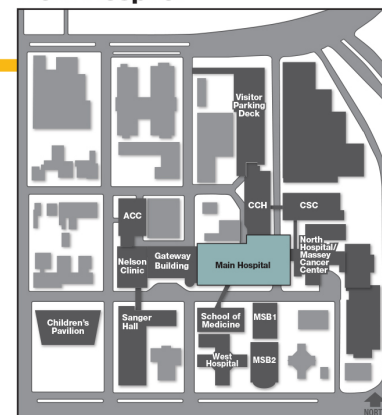 Visitor
Parking
Deck
CCH
CSC
ACC
North
Hospital/
Massey
Cancer
Center
Nelson
Clinic
Gateway
Building
Main Hospital
Children's
Pavilion
Sanger
Hall
School of
Medicine
MSB1
West
Hospital
MSB2
NORTH